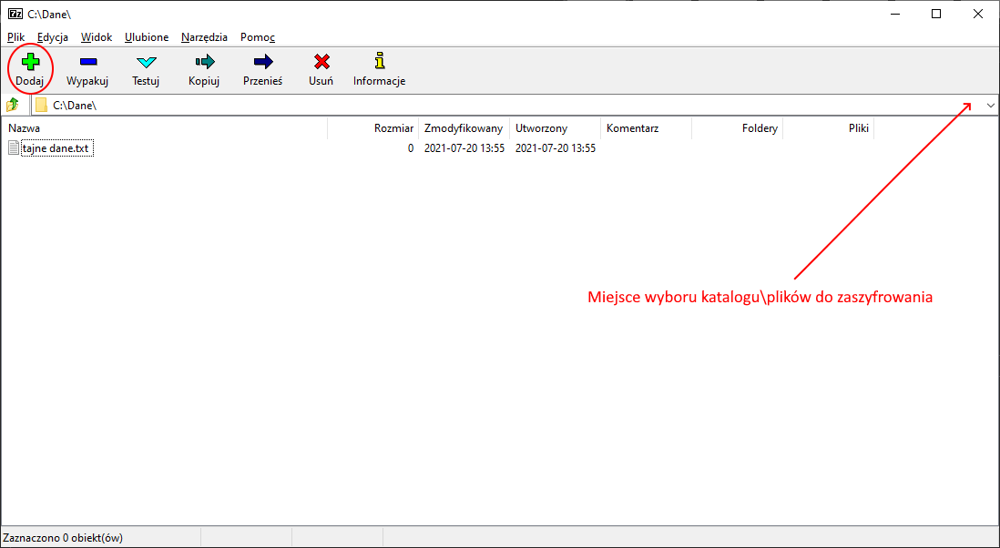 7z C:\Dane\
Plik Edycja Widok Ulubione Narzędzia Pomoc
Dodaj Wypakuj Testuj Kopiuj Przenieś Usuń Informacje
C:\Dane\
Nazwa Rozmiar Zmodyfikowany Utworzony Komentarz Foldery Pliki
tajne dane.txt 0 2021-07-20 13:55 2021-07-20 13:55
Miejsce wyboru katalogu\plików do zaszyfrowania
Zaznaczono 0 obiekt(ów)